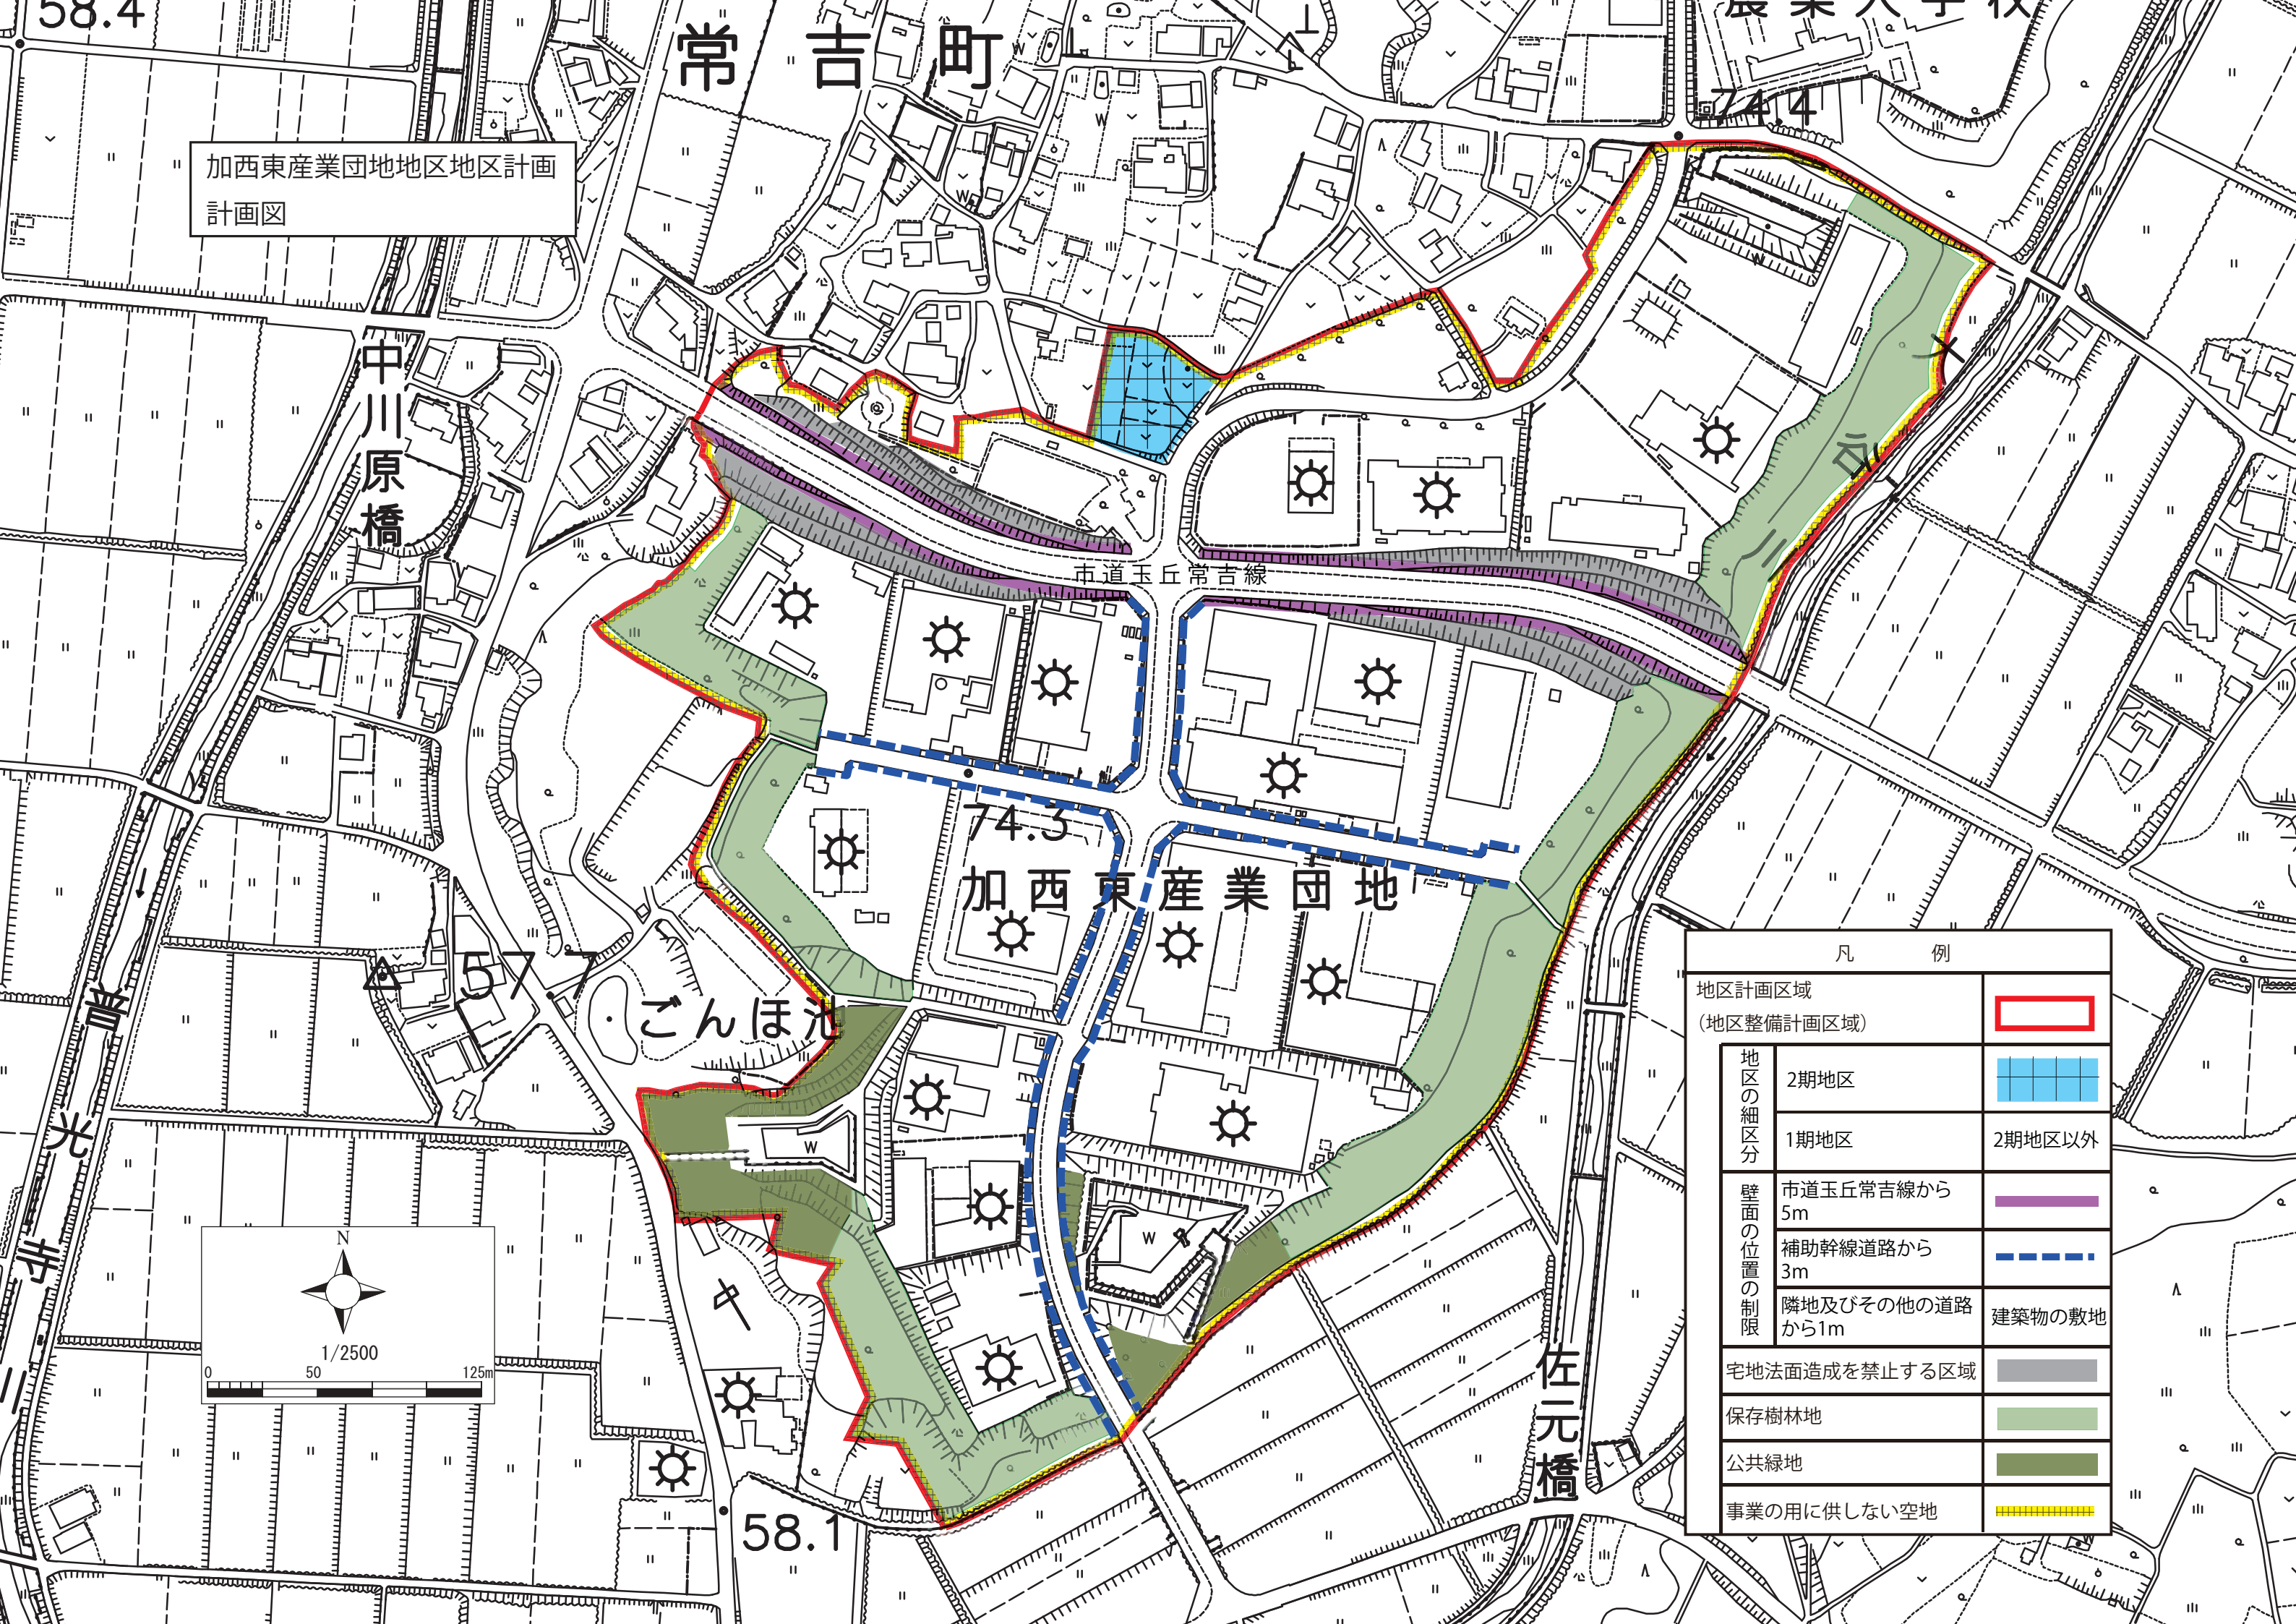 58.4
常吉町
農業大学校
74.4
加西東産業団地地区地区計画
計画図
中川原橋
谷川
市道玉丘常吉線
74.3
加西東産業団地
57.7
ごんぼ池
普光寺川
W
W
W
W
W
N
1/2500
0 50 125m
58.1
佐元橋
凡 例
地区計画区域
(地区整備計画区域)
地区の細区分
2期地区
1期地区 2期地区以外
壁面の位置の制限
市道玉丘常吉線から
5m
補助幹線道路から
3m
隣地及びその他の道路
から1m
建築物の敷地
宅地法面造成を禁止する区域
保存樹林地
公共緑地
事業の用に供しない空地